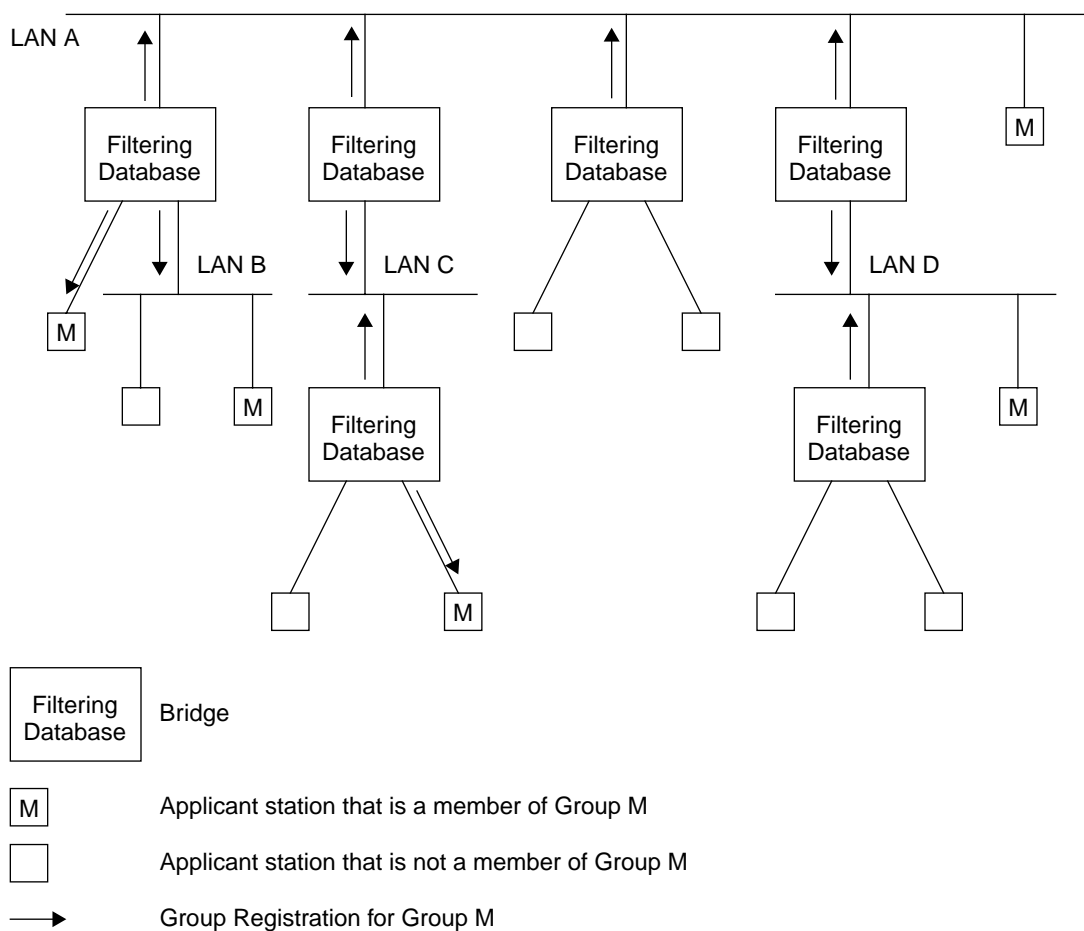 LAN A
Filtering
Database
Filtering
Database
Filtering
Database
Filtering
Database
M
LAN B
LAN C
LAN D
M
M
Filtering
Database
Filtering
Database
M
M
Filtering
Database
Bridge
M
Applicant station that is a member of Group M
Applicant station that is not a member of Group M
Group Registration for Group M